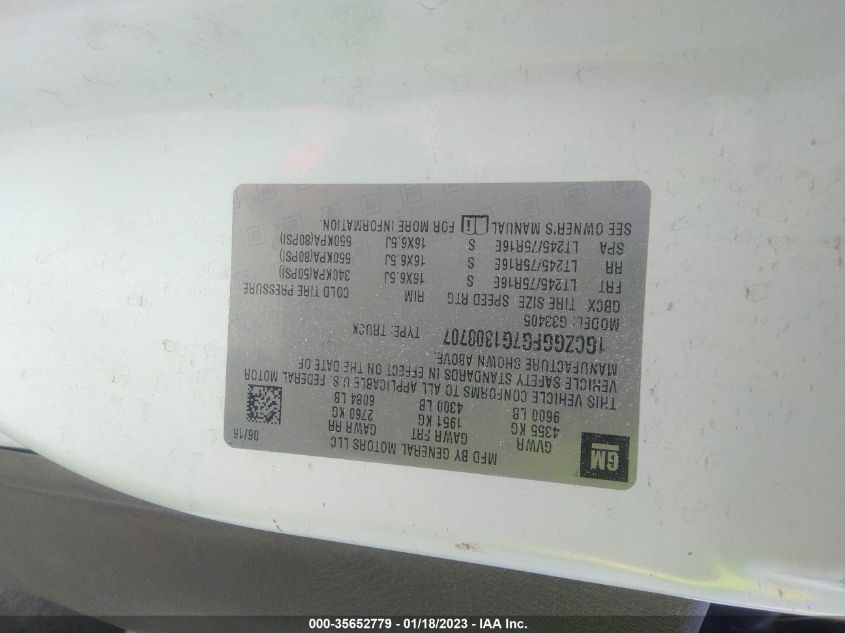 MFD BY GENERAL MOTORS LLC
06/16
GM
GVWR GAWR FRT GAWR RR
4355 KG 1951 KG 2760 KG
9600 LB 4300 LB 6084 LB
THIS VEHICLE CONFORMS TO ALL APPLICABLE U.S. FEDERAL MOTOR
VEHICLE SAFETY STANDARDS IN EFFECT ON THE DATE OF
MANUFACTURE SHOWN ABOVE.
1GCZGGFG7G1303707 TYPE: TRUCK
MODEL: G33405
GBCX TIRE SIZE SPEED RTG RIM COLD TIRE PRESSURE
FRT LT245/75R16E S 16X6.5J 340KPA(50PSI)
RR LT245/75R16E S 16X6.5J 550KPA(80PSI)
SPA LT245/75R16E S 16X6.5J 550KPA(80PSI)
SEE OWNER'S MANUAL FOR MORE INFORMATION.
000-35652779 - 01/18/2023 - IAA Inc.